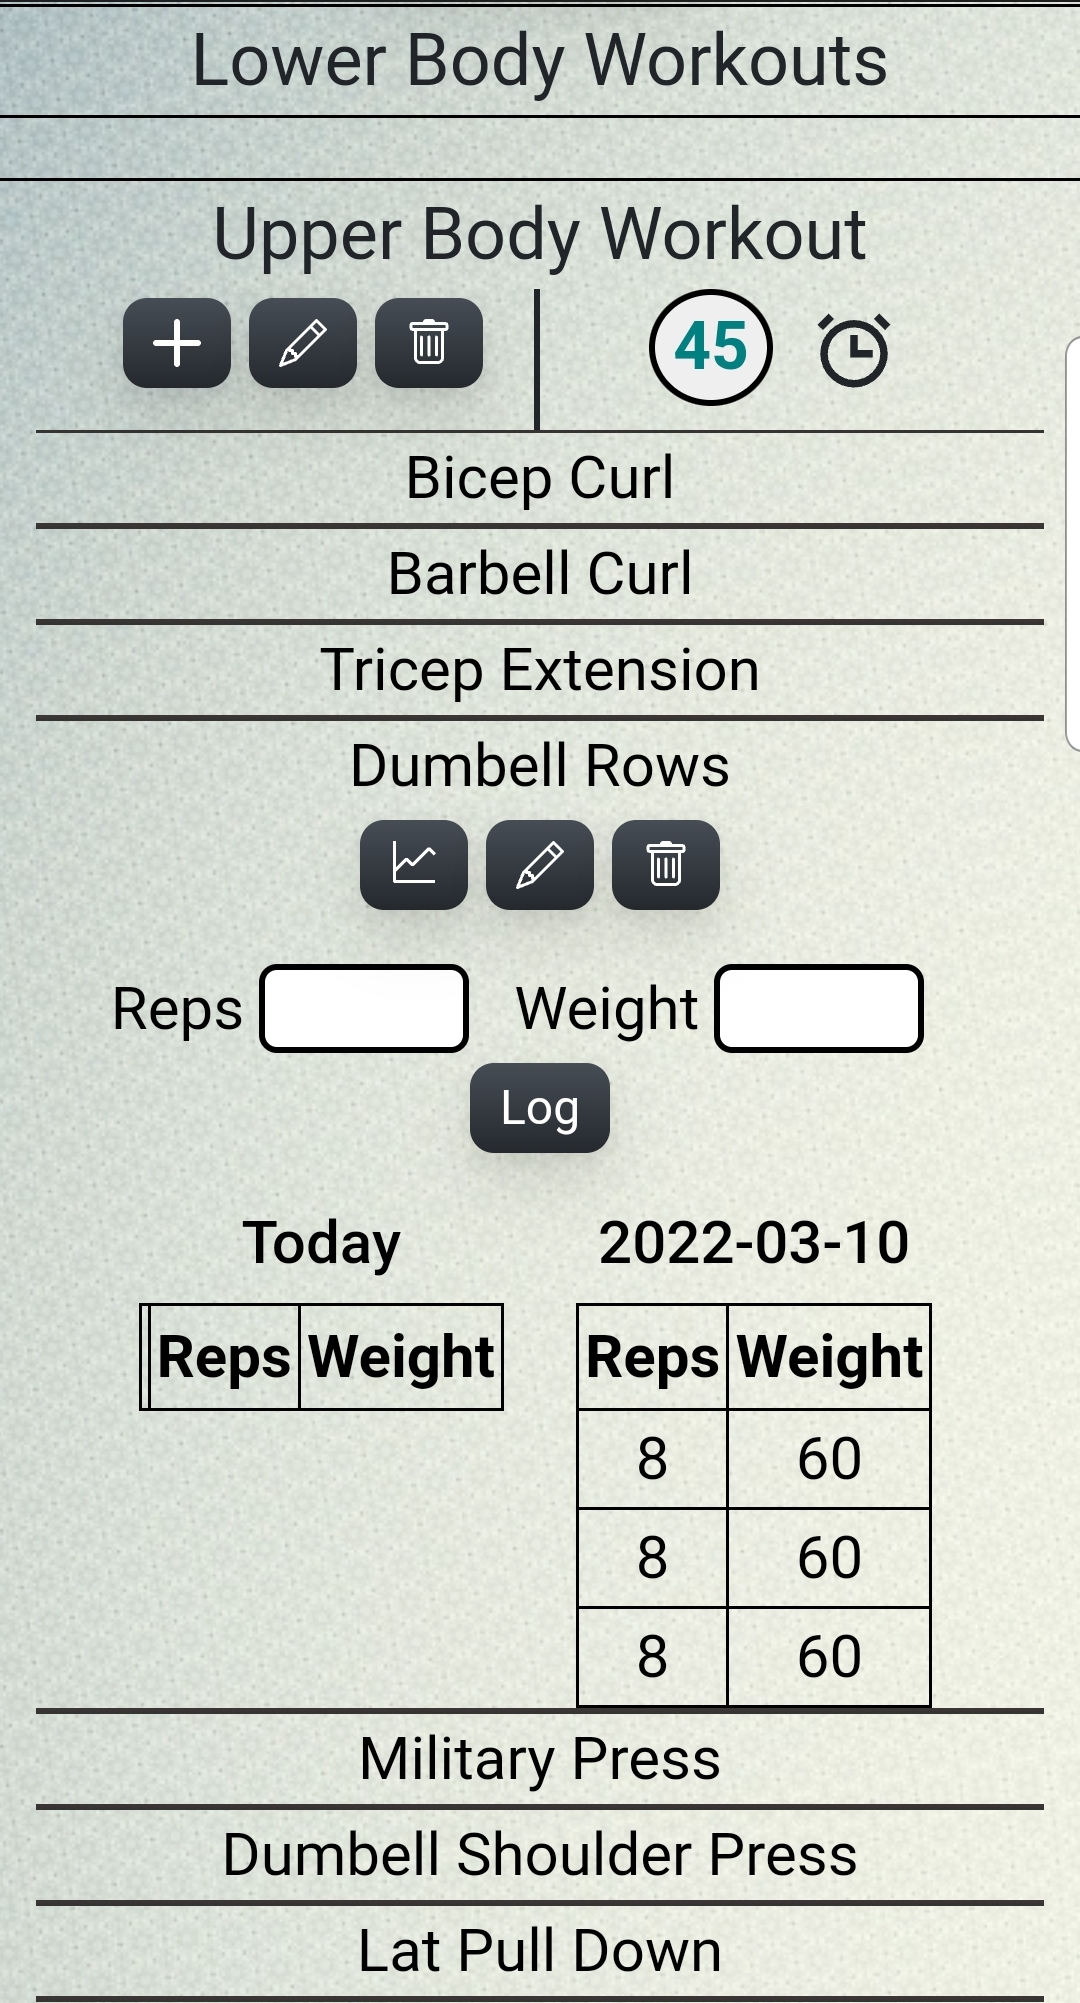 Lower Body Workouts
Upper Body Workout
45
Bicep Curl
Barbell Curl
Tricep Extension
Dumbell Rows
Reps Weight
Log
Today 2022-03-10
Reps Weight Reps Weight
8 60
8 60
8 60
Military Press
Dumbell Shoulder Press
Lat Pull Down